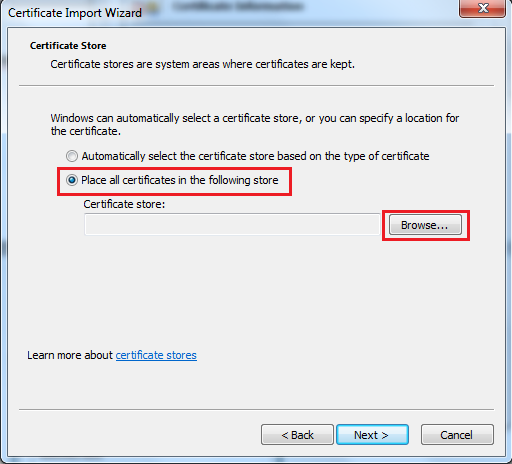 Certificate Information
Certificate Import Wizard
Certificate Store
Certificate stores are system areas where certificates are kept.
Windows can automatically select a certificate store, or you can specify a location for
the certificate.
Automatically select the certificate store based on the type of certificate
Place all certificates in the following store
Certificate store:
Browse...
Learn more about certificate stores
< Back
Next >
Cancel